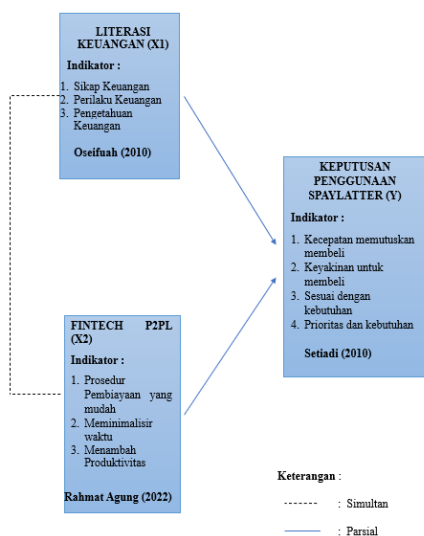 LITERASI
KEUANGAN (X1)
Indikator :
1. Sikap Keuangan
2. Perilaku Keuangan
3. Pengetahuan
Keuangan
Oseifuah (2010)
KEPUTUSAN
PENGGUNAAN
SPAYLATTER (Y)
Indikator :
1. Kecepatan memutuskan
membeli
2. Keyakinan untuk
membeli
3. Sesuai dengan
kebutuhan
4. Prioritas dan kebutuhan
Setiadi (2010)
FINTECH P2PL
(X2)
Indikator :
1. Prosedur
Pembiayaan yang
mudah
2. Meminimalisir
waktu
3. Menambah
Produktivitas
Rahmat Agung (2022)
Keterangan :
: Simultan
: Parsial